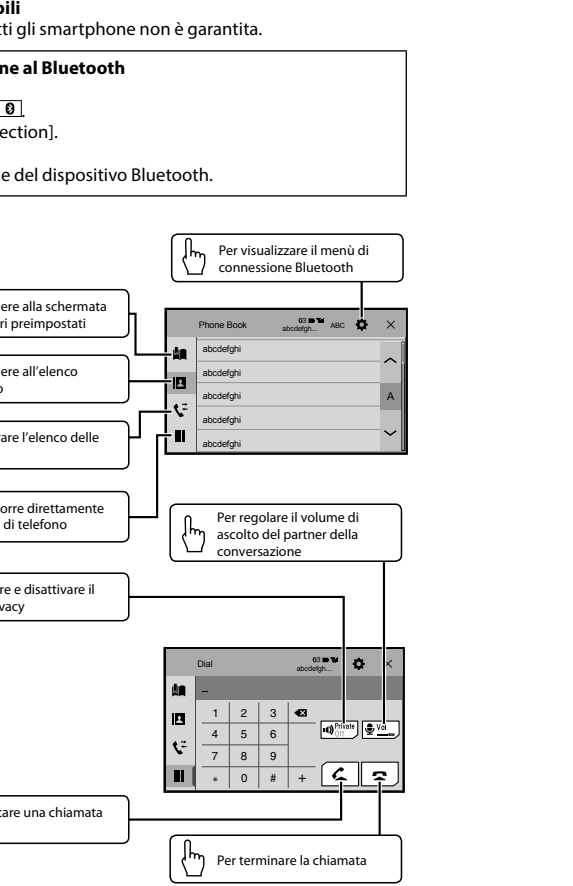 bili
tti gli smartphone non è garantita.
ne al Bluetooth
ection].
e del dispositivo Bluetooth.
Per visualizzare il menù di
connessione Bluetooth
ere alla schermata
ri preimpostati
ere all'elenco
o
rare l'elenco delle
orre direttamente
di telefono
Phone Book 03 abcdefgh... ABC
abcdefghi
abcdefghi
abcdefghi
A
abcdefghi
abcdefghi
Per regolare il volume di
ascolto del partner della
conversazione
re e disattivare il
vacy
Dial 03 abcdefgh...
–
1 2 3
4 5 6
7 8 9
* 0 # +
Private
Off
Vol
tare una chiamata
Per terminare la chiamata